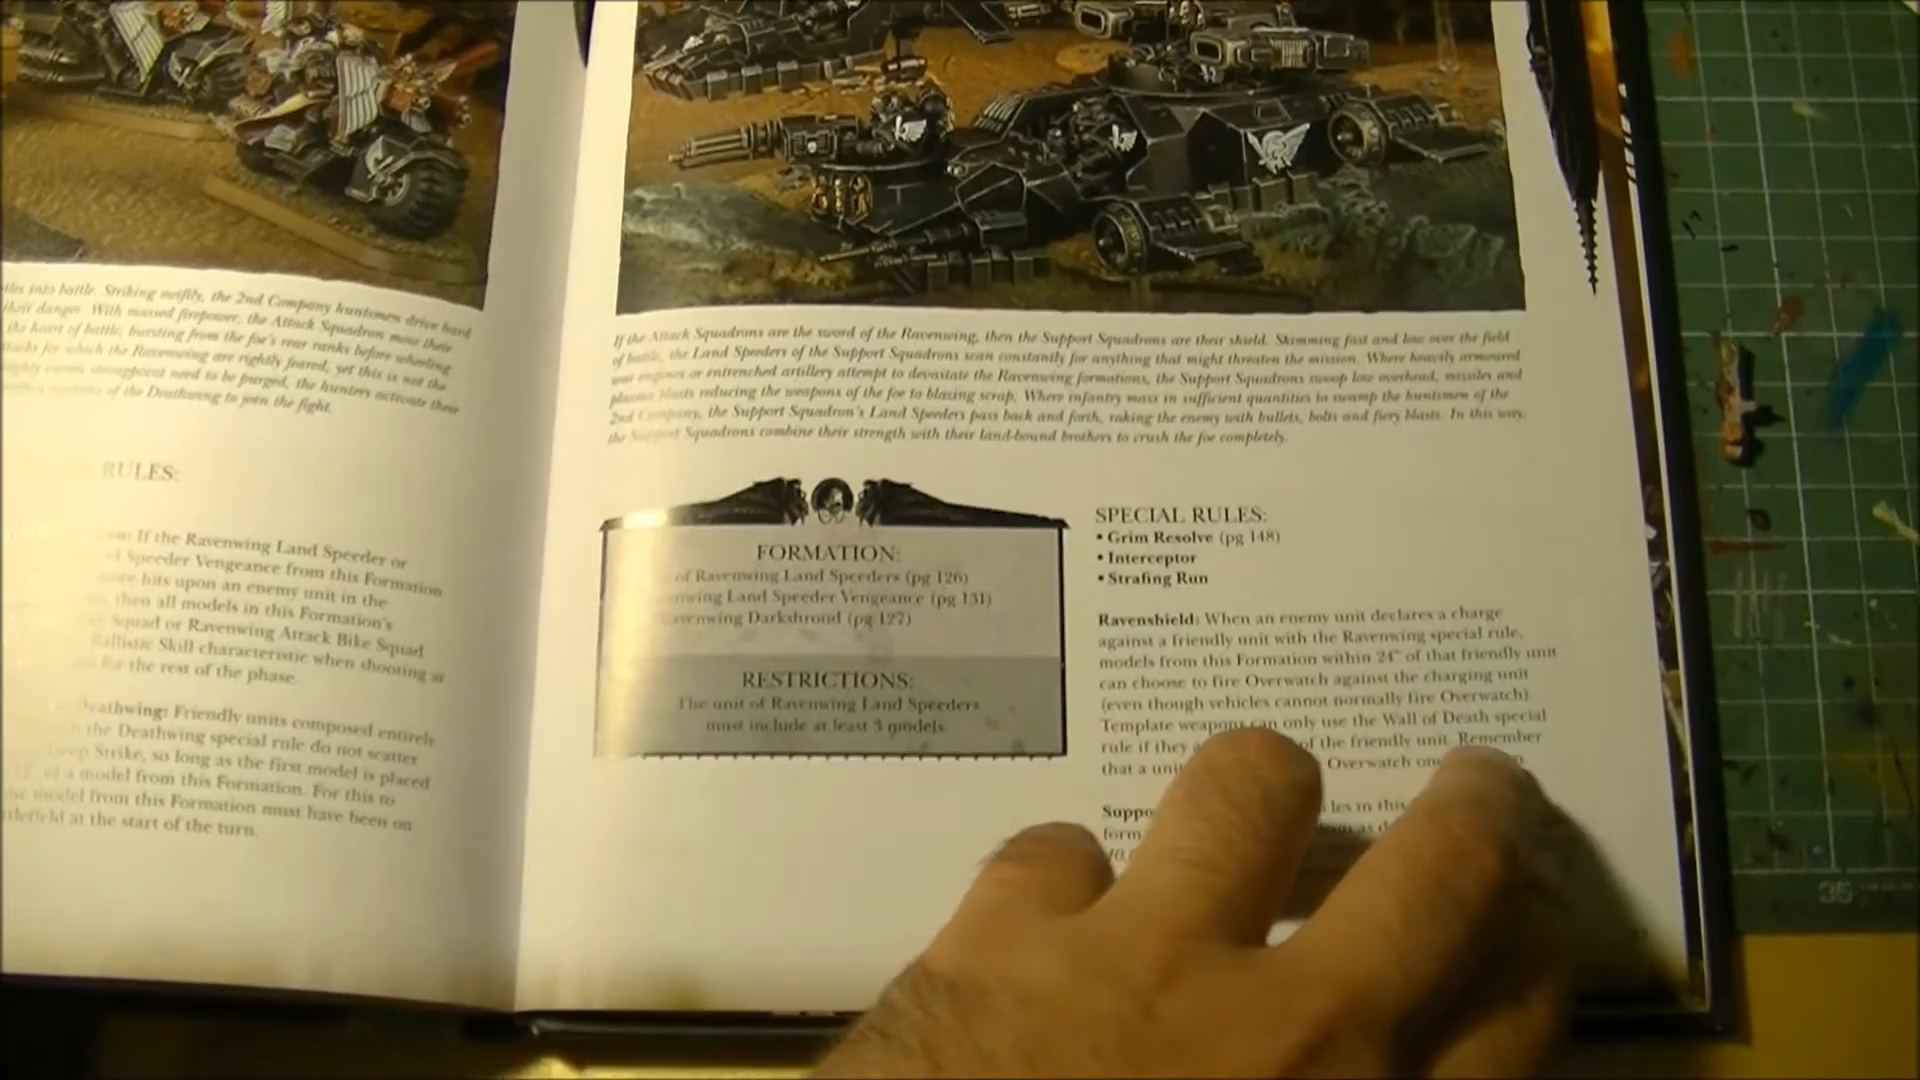 into battle. Striking swiftly, the 2nd Company huntsmen drive hard
their danger. With massed firepower, the Attack Squadron mow their
the heart of battle, bursting from the foe's rear ranks before wheeling
for which the Ravenwing are rightly feared, yet this is not the
need to be purged, the hunters activate their
of the Deathwing to join the fight.
RULES:
If the Ravenwing Land Speeder or
Speeder Vengeance from this Formation
hits upon an enemy unit in the
then all models in this Formation's
Squad or Ravenwing Attack Bike Squad
Ballistic Skill characteristic when shooting at
for the rest of the phase.
Deathwing: Friendly units composed entirely
the Deathwing special rule do not scatter
Deep Strike, so long as the first model is placed
of a model from this Formation. For this to
model from this Formation must have been on
at the start of the turn.
If the Attack Squadrons are the sword of the Ravenwing, then the Support Squadrons are their shield. Skimming fast and low over the field
of battle, the Land Speeders of the Support Squadrons scan constantly for anything that might threaten the mission. Where heavily armoured
war engines or entrenched artillery attempt to devastate the Ravenwing formations, the Support Squadrons swoop low overhead, missiles and
plasma blasts reducing the weapons of the foe to blazing scrap. Where infantry mass in sufficient quantities to swamp the huntsmen of the
2nd Company, the Support Squadron's Land Speeders pass back and forth, raking the enemy with bullets, bolts and fiery blasts. In this way,
the Support Squadrons combine their strength with their land-bound brothers to crush the foe completely.
FORMATION:
of Ravenwing Land Speeders (pg 126)
Land Speeder Vengeance (pg 131)
Darkshroud (pg 127)
RESTRICTIONS:
The unit of Ravenwing Land Speeders
must include at least 3 models.
SPECIAL RULES:
• Grim Resolve (pg 148)
• Interceptor
• Strafing Run
Ravenshield: When an enemy unit declares a charge
against a friendly unit with the Ravenwing special rule,
models from this Formation within 24" of that friendly unit
can choose to fire Overwatch against the charging unit
(even though vehicles cannot normally fire Overwatch).
Template weapons can only use the Wall of Death special
rule if they of the friendly unit. Remember
that a Overwatch
in this
36